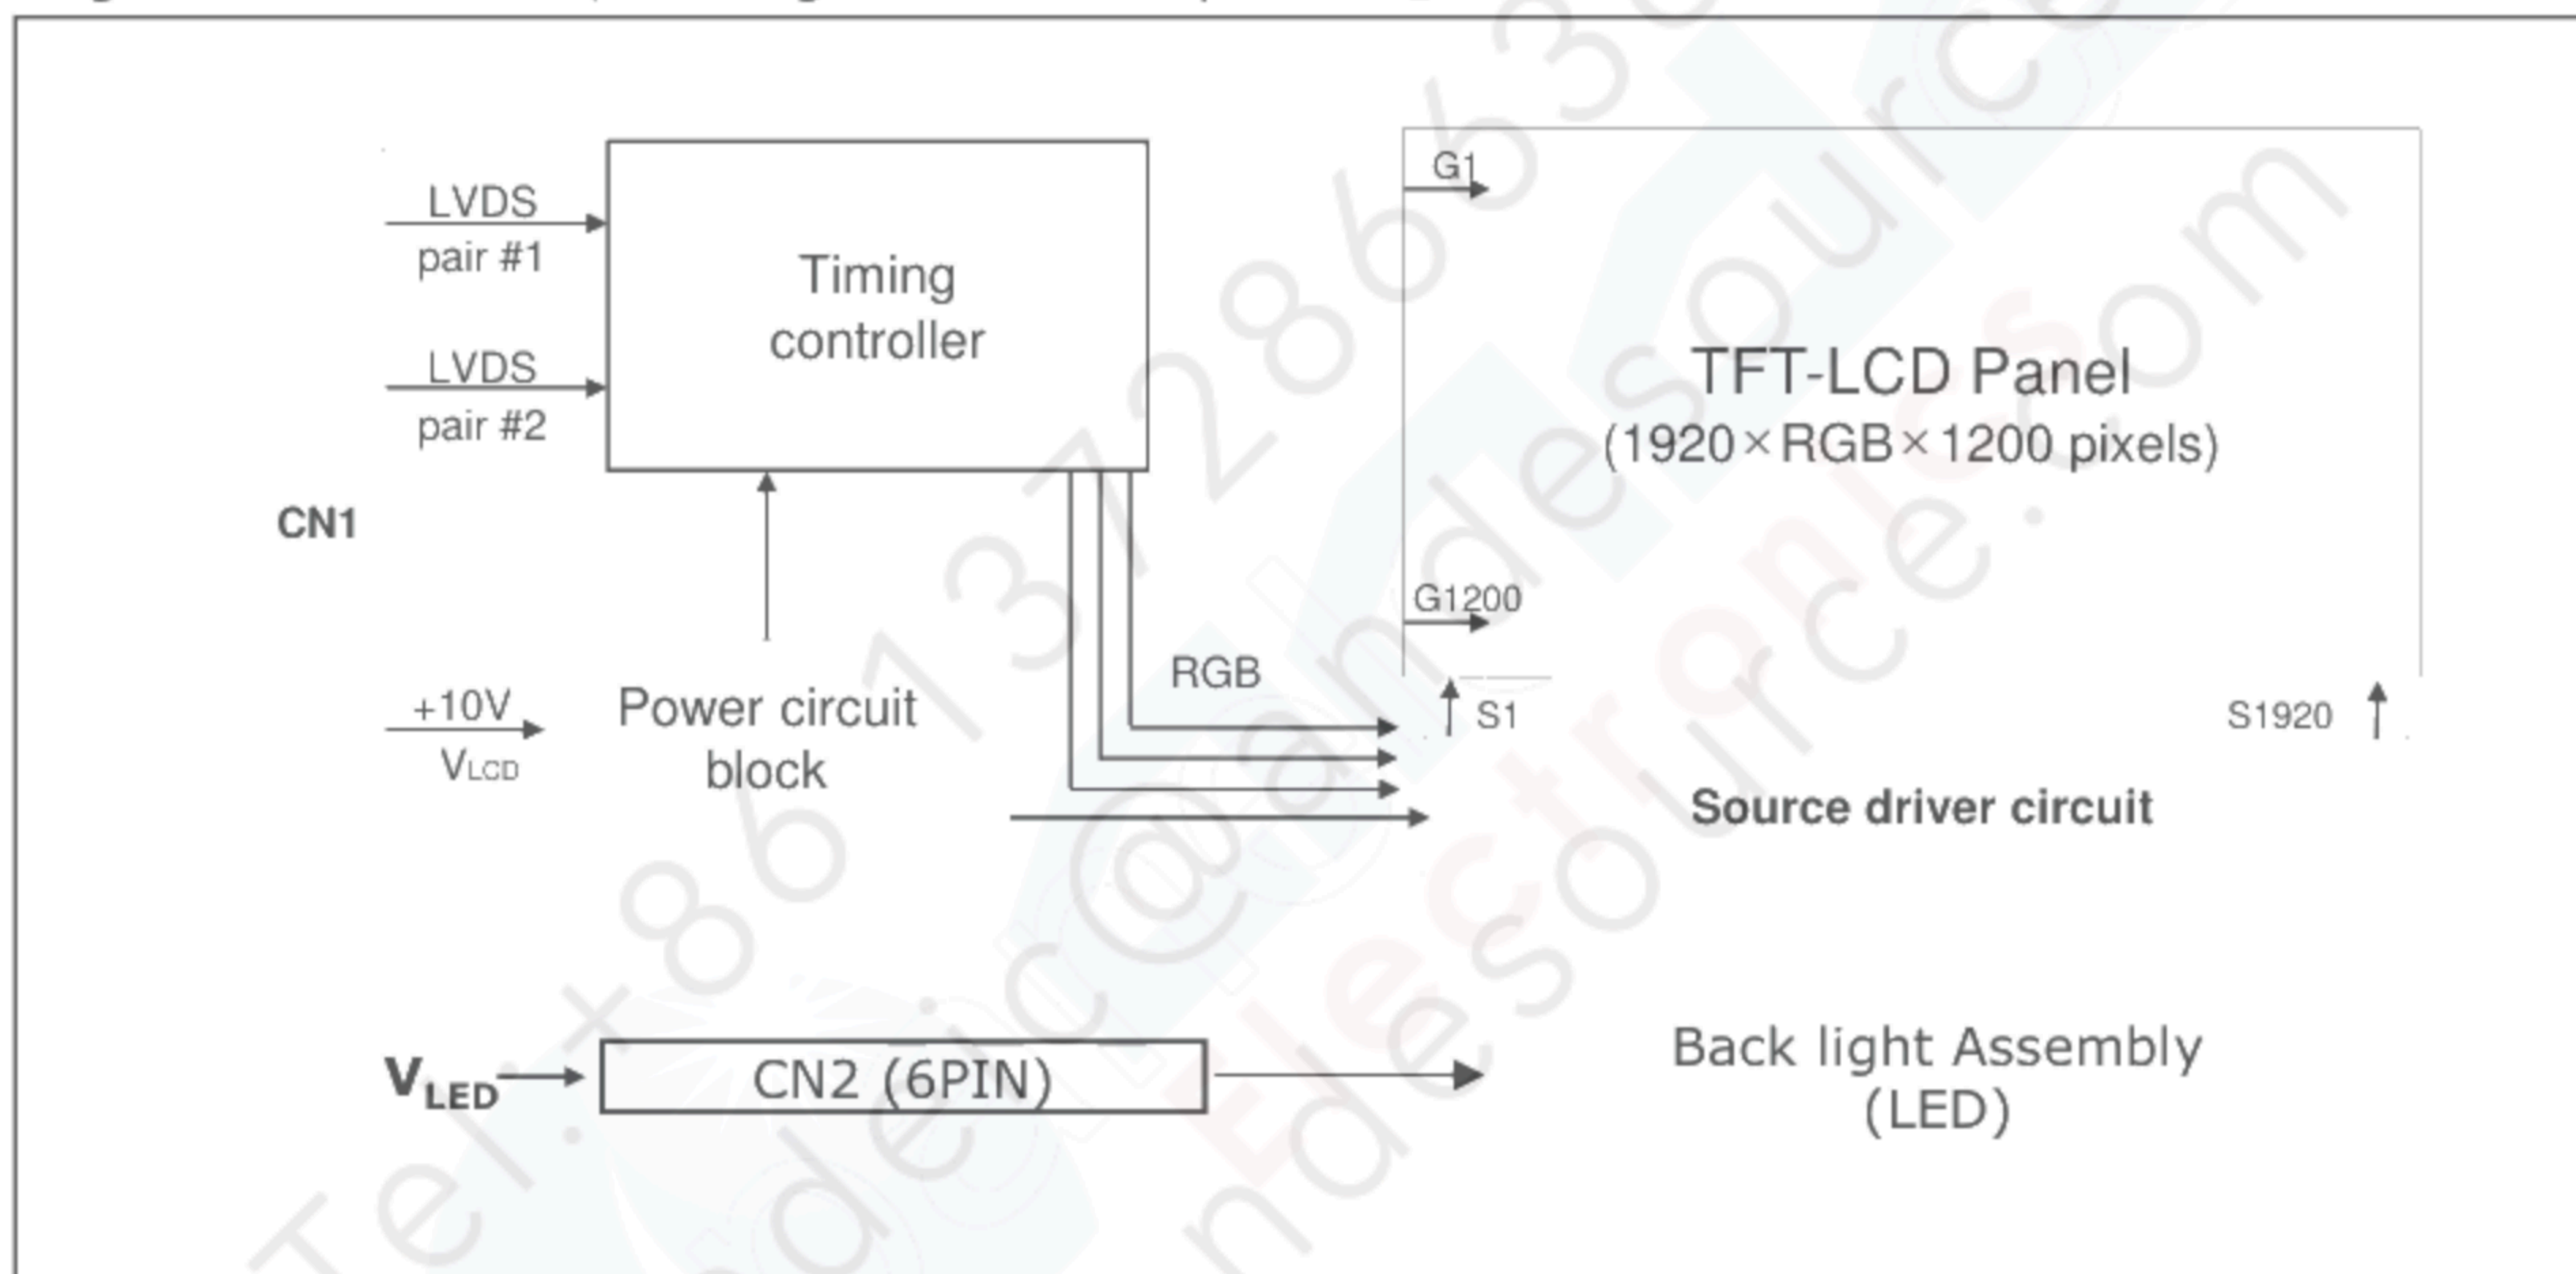 LVDS
pair #1
LVDS
pair #2
Timing
controller
CN1
+10V
VLCD
Power circuit
block
RGB
G1
G1200
TFT-LCD Panel
(1920×RGB×1200 pixels)
S1
S1920
Source driver circuit
VLED
CN2 (6PIN)
Back light Assembly
(LED)